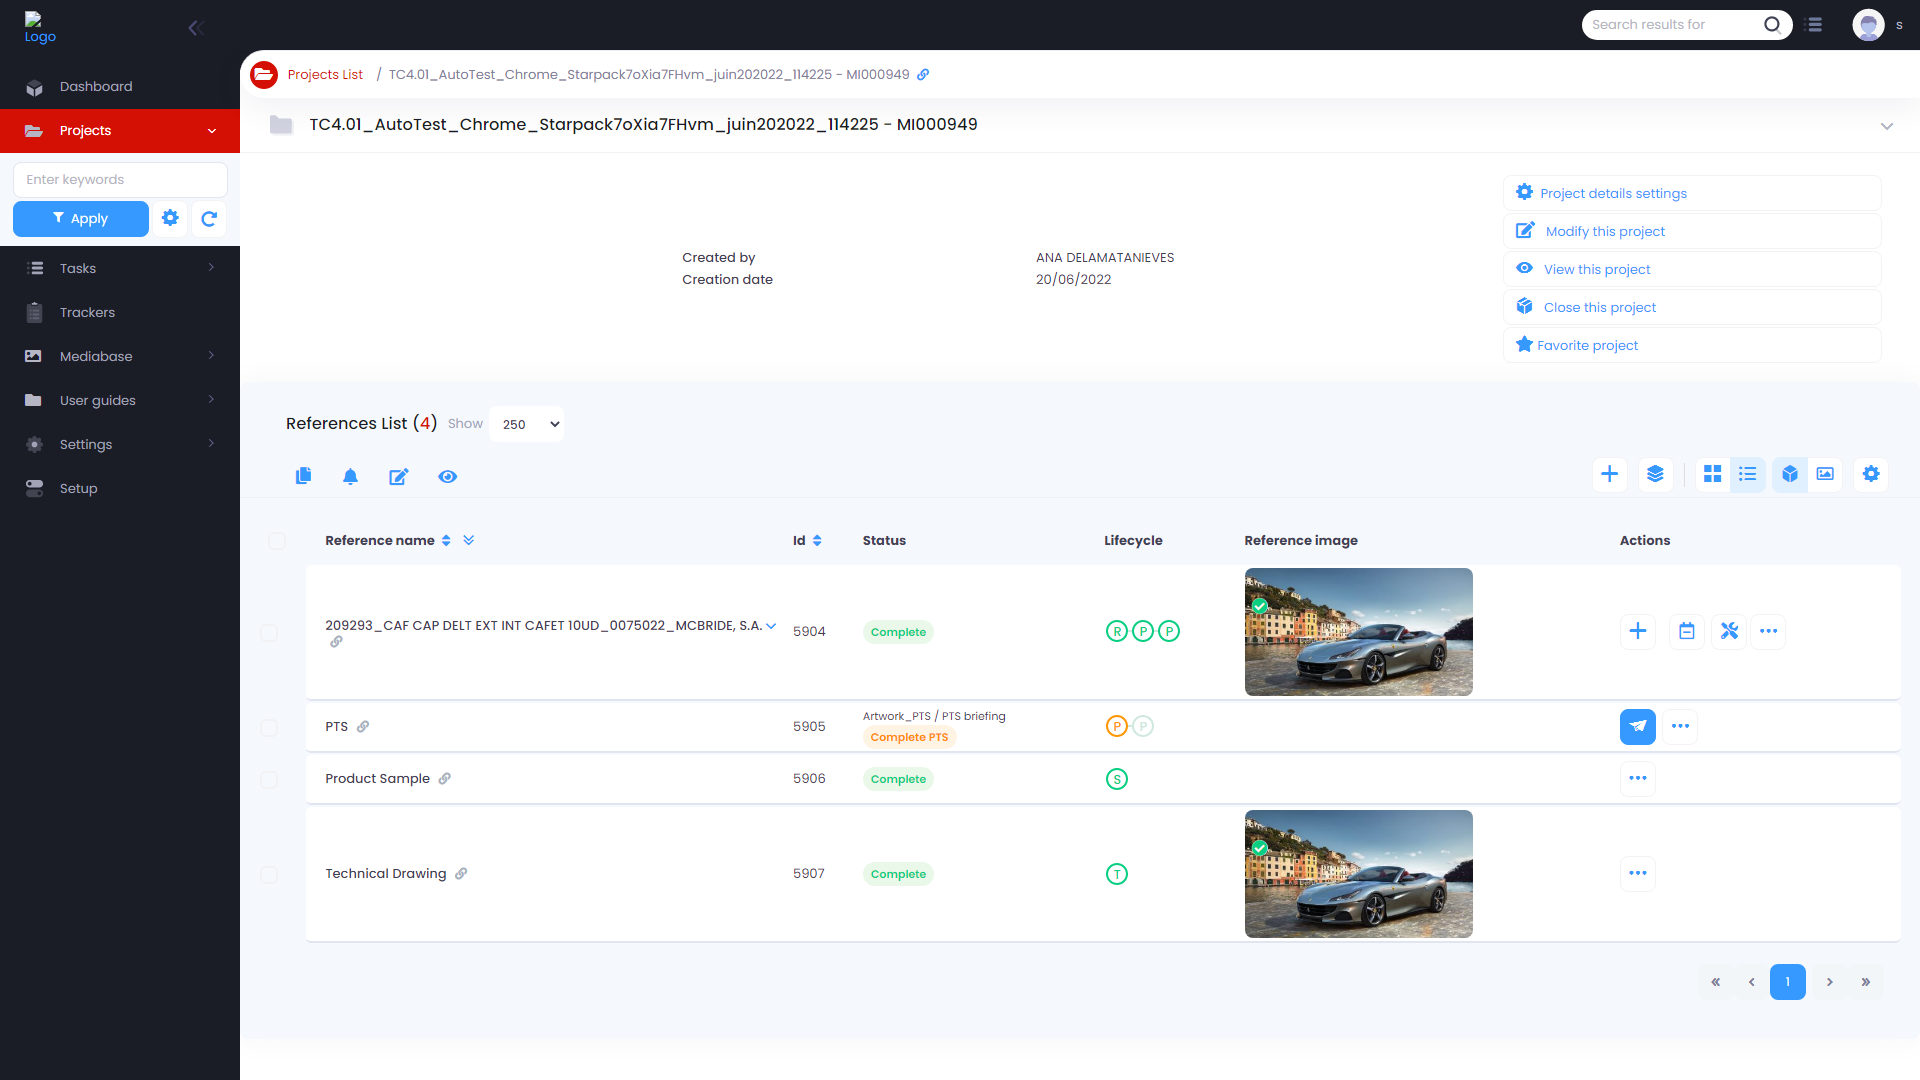 Logo
Search results for
s
Dashboard
Projects
Enter keywords
Apply
Tasks
Trackers
Mediabase
User guides
Settings
Setup
Projects List / TC4.01_AutoTest_Chrome_Starpack7oXia7FHvm_juin202022_114225 - MI000949
TC4.01_AutoTest_Chrome_Starpack7oXia7FHvm_juin202022_114225 - MI000949
Created by ANA DELAMATANIEVES
Creation date 20/06/2022
Project details settings
Modify this project
View this project
Close this project
Favorite project
References List (4) Show 250
Reference name Id Status Lifecycle Reference image Actions
209293_CAF CAP DELT EXT INT CAFET 10UD_0075022_MCBRIDE, S.A. 5904 Complete R P P
PTS 5905 Artwork_PTS / PTS briefing
Complete PTS P P
Product Sample 5906 Complete S
Technical Drawing 5907 Complete T
« ‹ 1 › »